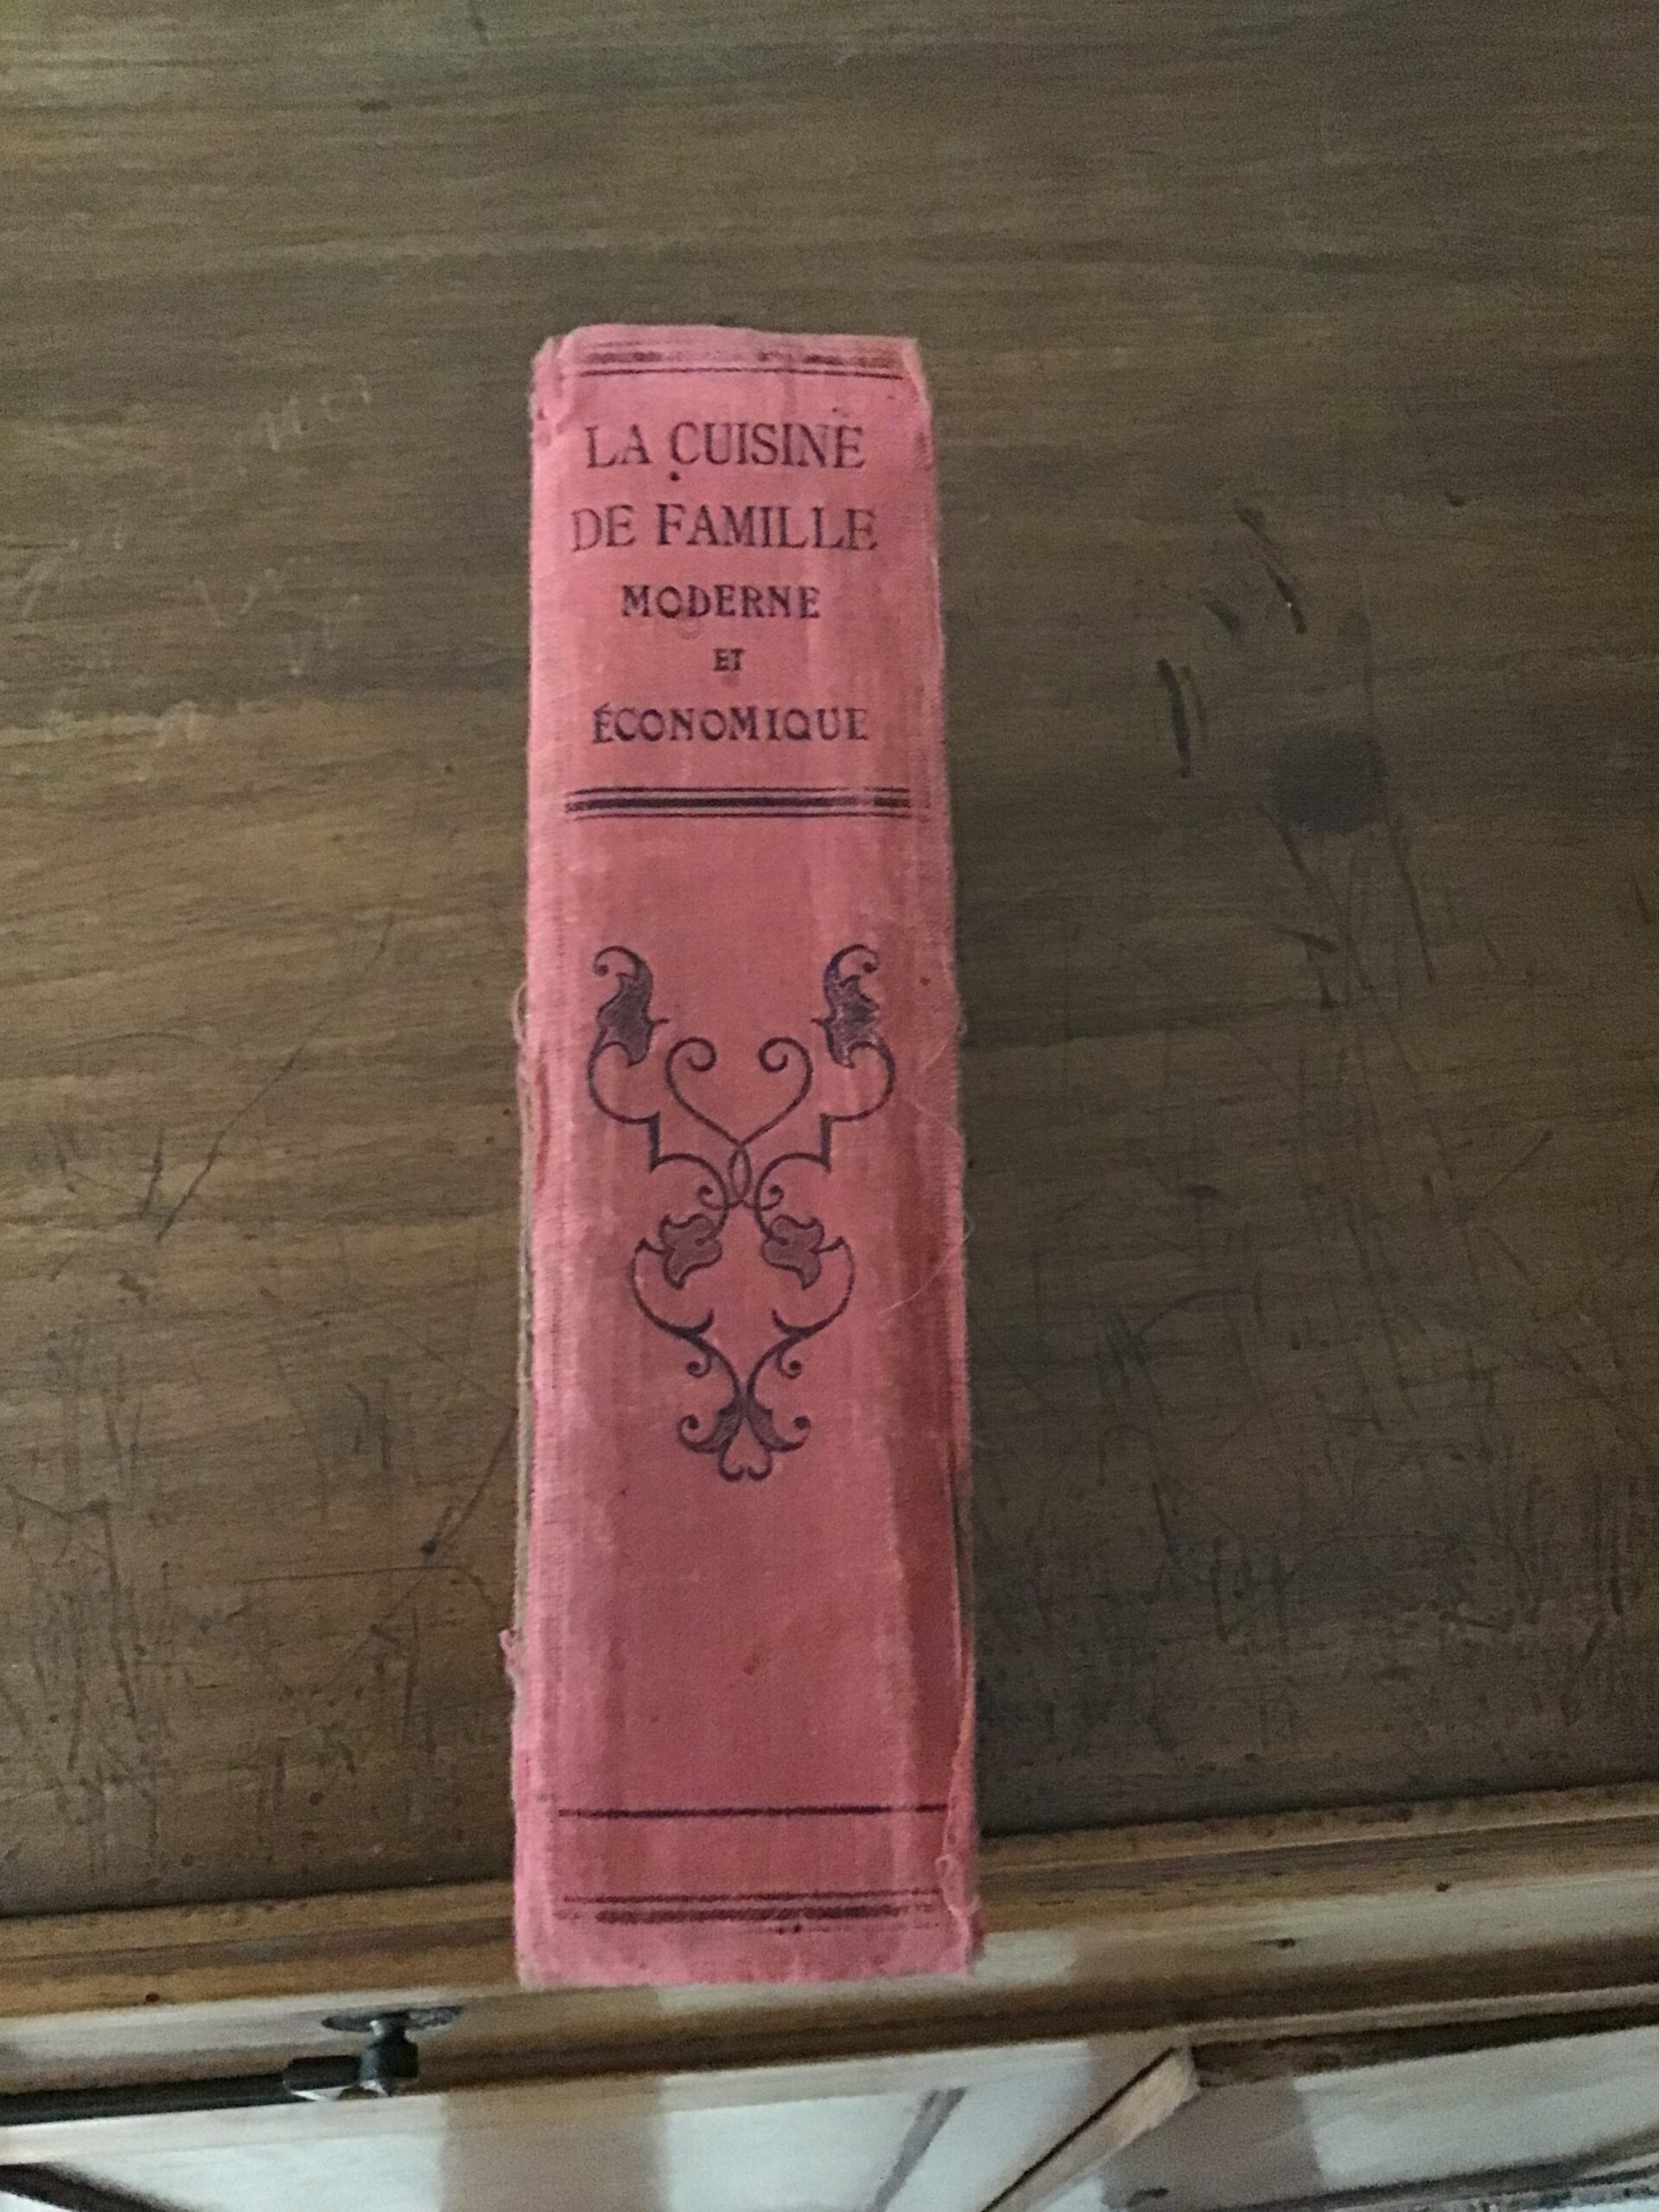 LA CUISINE
DE FAMILLE
MODERNE
ET
ÉCONOMIQUE